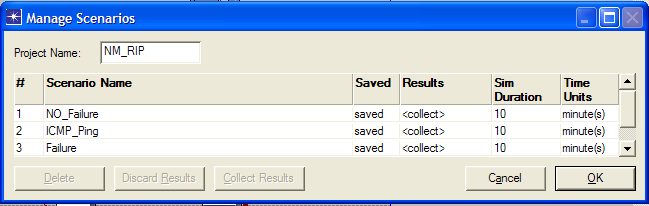 Manage Scenarios
Project Name: NM_RIP
# Scenario Name Saved Results Sim Duration Time Units
1 NO_Failure saved <collect> 10 minute(s)
2 ICMP_Ping saved <collect> 10 minute(s)
3 Failure saved <collect> 10 minute(s)
Delete Discard Results Collect Results Cancel OK